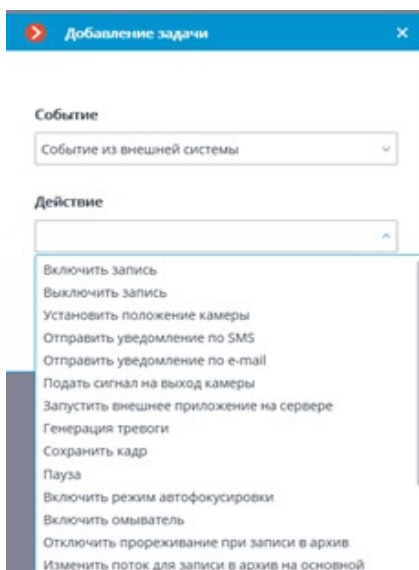 Добавление задачи
Событие
Событие из внешней системы
Действие
Включить запись
Выключить запись
Установить положение камеры
Отправить уведомление по SMS
Отправить уведомление по e-mail
Подать сигнал на выход камеры
Запустить внешнее приложение на сервере
Генерация тревоги
Сохранить кадр
Пауза
Включить режим автофокусировки
Включить омыватель
Отключить прореживание при записи в архив
Изменить поток для записи в архив на основной